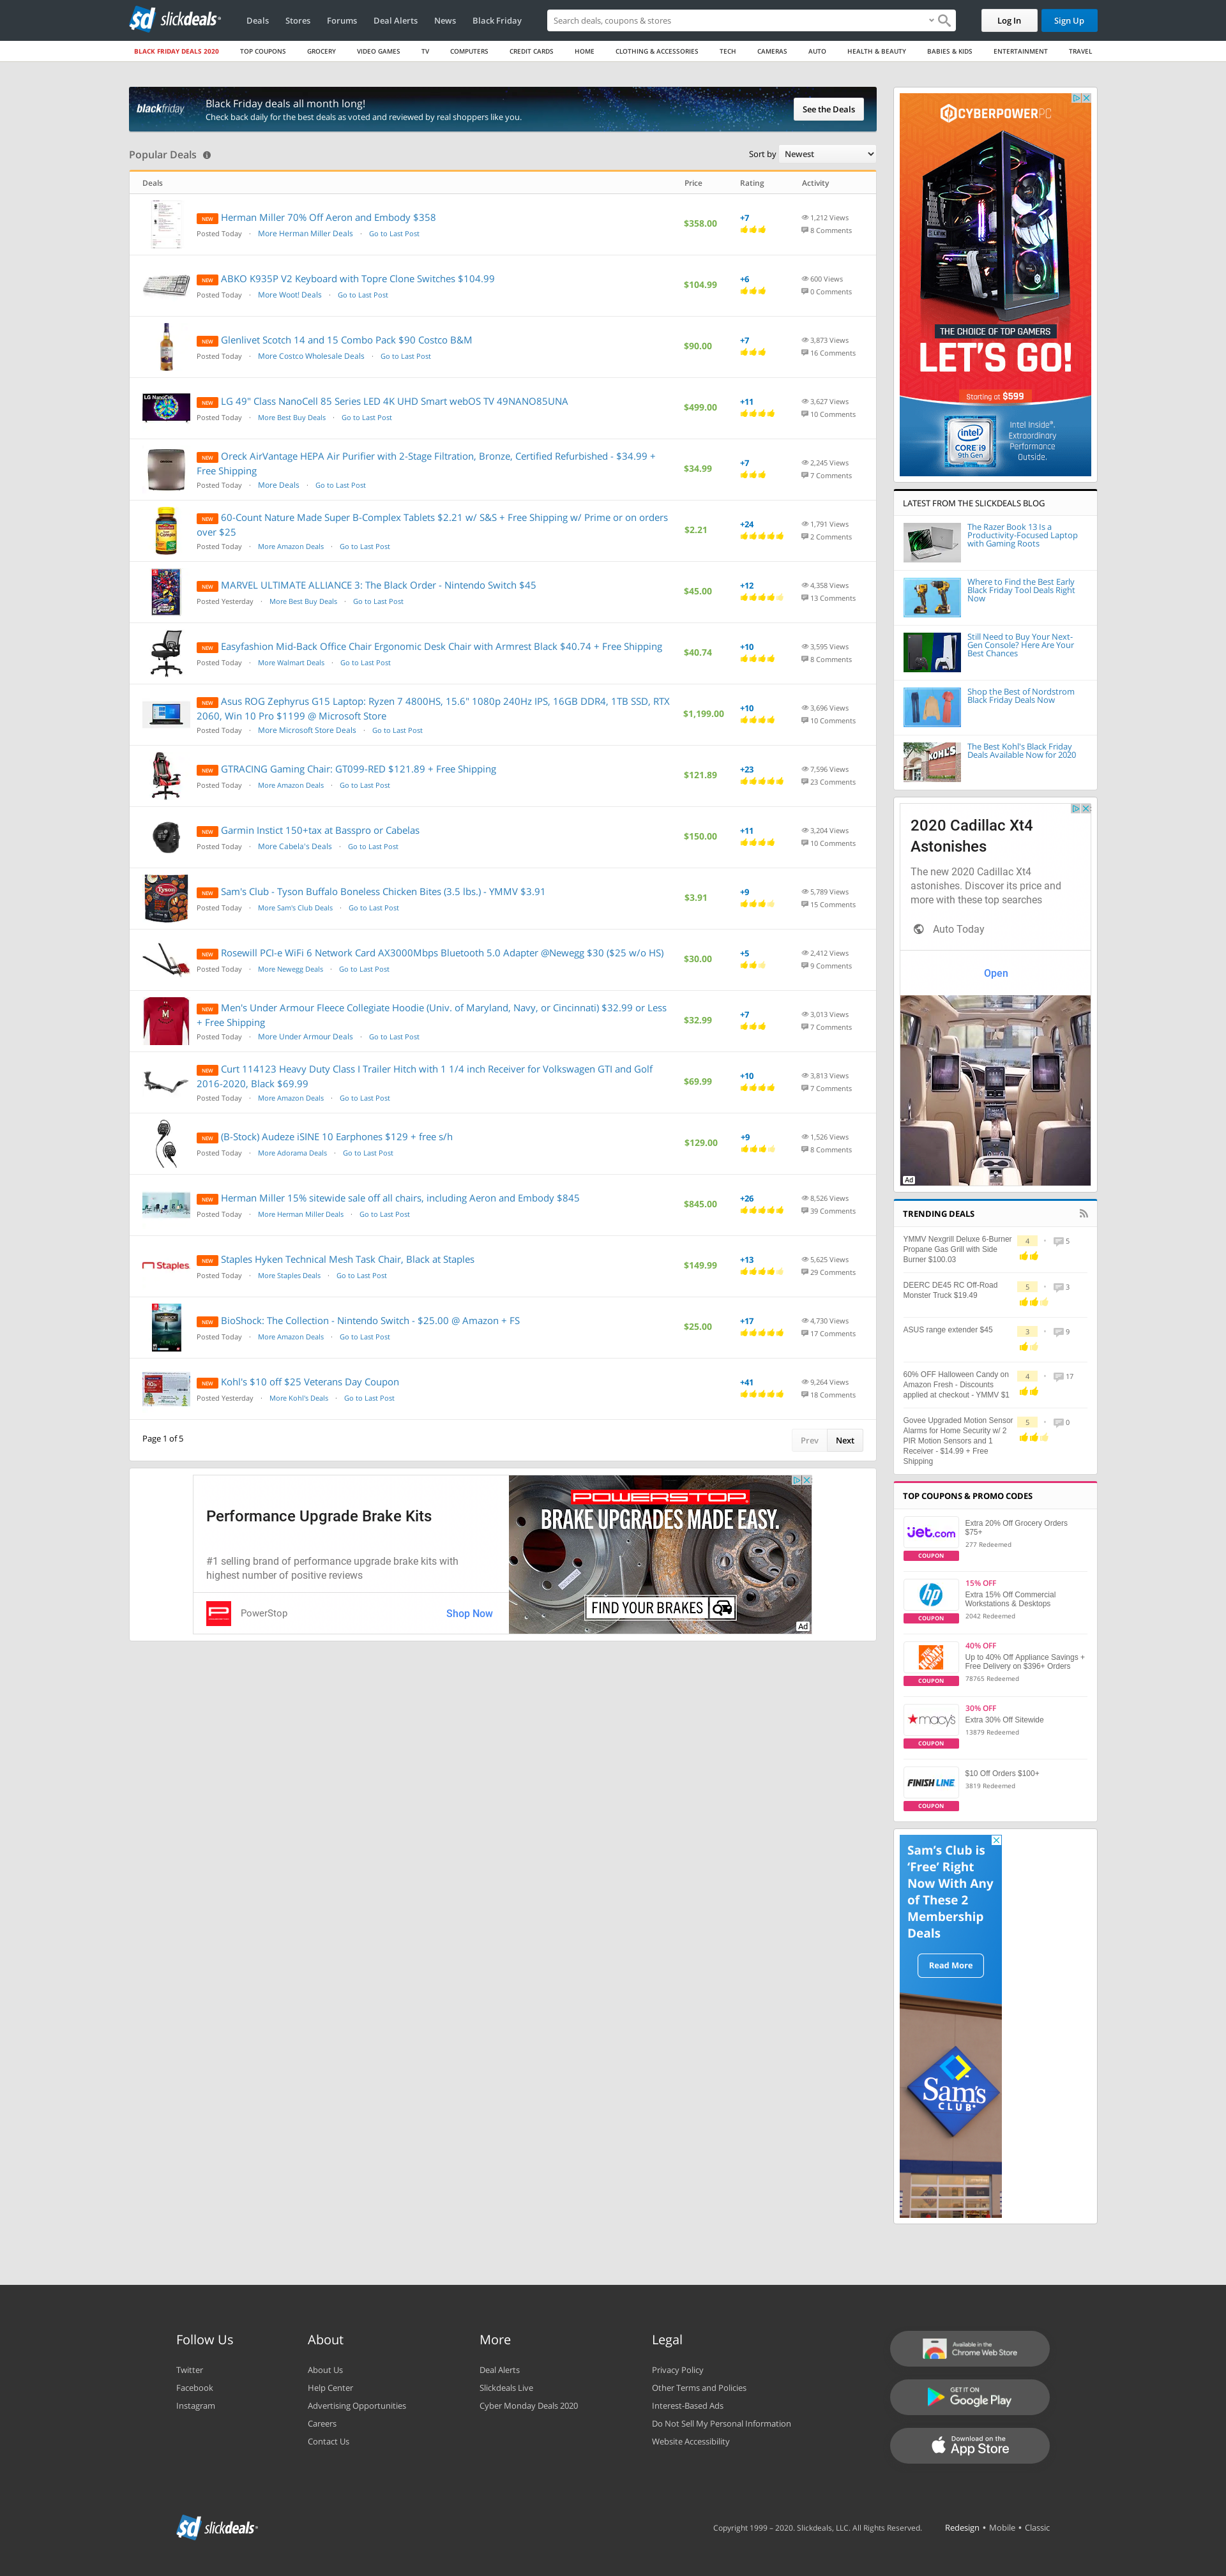 sd slickdeals
Deals
Stores
Forums
Deal Alerts
News
Black Friday
Search deals, coupons & stores
Log In
Sign Up
BLACK FRIDAY DEALS 2020
TOP COUPONS
GROCERY
VIDEO GAMES
TV
COMPUTERS
CREDIT CARDS
HOME
CLOTHING & ACCESSORIES
TECH
CAMERAS
AUTO
HEALTH & BEAUTY
BABIES & KIDS
ENTERTAINMENT
TRAVEL
blackfriday
Black Friday deals all month long!
Check back daily for the best deals as voted and reviewed by real shoppers like you.
See the Deals
Popular Deals
Sort by Newest
Deals Price Rating Activity
NEW Herman Miller 70% Off Aeron and Embody $358
Posted Today · More Herman Miller Deals · Go to Last Post
$358.00
+7
1,212 Views
8 Comments
NEW ABKO K935P V2 Keyboard with Topre Clone Switches $104.99
Posted Today · More Woot! Deals · Go to Last Post
$104.99
+6
600 Views
0 Comments
NEW Glenlivet Scotch 14 and 15 Combo Pack $90 Costco B&M
Posted Today · More Costco Wholesale Deals · Go to Last Post
$90.00
+7
3,873 Views
16 Comments
LG NanoCell
NEW LG 49" Class NanoCell 85 Series LED 4K UHD Smart webOS TV 49NANO85UNA
Posted Today · More Best Buy Deals · Go to Last Post
$499.00
+11
3,627 Views
10 Comments
NEW Oreck AirVantage HEPA Air Purifier with 2-Stage Filtration, Bronze, Certified Refurbished - $34.99 +
Free Shipping
Posted Today · More Deals · Go to Last Post
$34.99
+7
2,245 Views
7 Comments
NEW 60-Count Nature Made Super B-Complex Tablets $2.21 w/ S&S + Free Shipping w/ Prime or on orders
over $25
Posted Today · More Amazon Deals · Go to Last Post
$2.21
+24
1,791 Views
2 Comments
NEW MARVEL ULTIMATE ALLIANCE 3: The Black Order - Nintendo Switch $45
Posted Yesterday · More Best Buy Deals · Go to Last Post
$45.00
+12
4,358 Views
13 Comments
NEW Easyfashion Mid-Back Office Chair Ergonomic Desk Chair with Armrest Black $40.74 + Free Shipping
Posted Today · More Walmart Deals · Go to Last Post
$40.74
+10
3,595 Views
8 Comments
NEW Asus ROG Zephyrus G15 Laptop: Ryzen 7 4800HS, 15.6" 1080p 240Hz IPS, 16GB DDR4, 1TB SSD, RTX
2060, Win 10 Pro $1199 @ Microsoft Store
Posted Today · More Microsoft Store Deals · Go to Last Post
$1,199.00
+10
3,696 Views
10 Comments
NEW GTRACING Gaming Chair: GT099-RED $121.89 + Free Shipping
Posted Today · More Amazon Deals · Go to Last Post
$121.89
+23
7,596 Views
23 Comments
NEW Garmin Instict 150+tax at Basspro or Cabelas
Posted Today · More Cabela's Deals · Go to Last Post
$150.00
+11
3,204 Views
10 Comments
Tyson
NEW Sam's Club - Tyson Buffalo Boneless Chicken Bites (3.5 lbs.) - YMMV $3.91
Posted Today · More Sam's Club Deals · Go to Last Post
$3.91
+9
5,789 Views
15 Comments
NEW Rosewill PCI-e WiFi 6 Network Card AX3000Mbps Bluetooth 5.0 Adapter @Newegg $30 ($25 w/o HS)
Posted Today · More Newegg Deals · Go to Last Post
$30.00
+5
2,412 Views
9 Comments
M
NEW Men's Under Armour Fleece Collegiate Hoodie (Univ. of Maryland, Navy, or Cincinnati) $32.99 or Less
+ Free Shipping
Posted Today · More Under Armour Deals · Go to Last Post
$32.99
+7
3,013 Views
7 Comments
NEW Curt 114123 Heavy Duty Class I Trailer Hitch with 1 1/4 inch Receiver for Volkswagen GTI and Golf
2016-2020, Black $69.99
Posted Today · More Amazon Deals · Go to Last Post
$69.99
+10
3,813 Views
7 Comments
NEW (B-Stock) Audeze iSINE 10 Earphones $129 + free s/h
Posted Today · More Adorama Deals · Go to Last Post
$129.00
+9
1,526 Views
8 Comments
NEW Herman Miller 15% sitewide sale off all chairs, including Aeron and Embody $845
Posted Today · More Herman Miller Deals · Go to Last Post
$845.00
+26
8,526 Views
39 Comments
Staples
NEW Staples Hyken Technical Mesh Task Chair, Black at Staples
Posted Today · More Staples Deals · Go to Last Post
$149.99
+13
5,625 Views
29 Comments
NEW BioShock: The Collection - Nintendo Switch - $25.00 @ Amazon + FS
Posted Today · More Amazon Deals · Go to Last Post
$25.00
+17
4,730 Views
17 Comments
NEW Kohl's $10 off $25 Veterans Day Coupon
Posted Yesterday · More Kohl's Deals · Go to Last Post
+41
9,264 Views
18 Comments
Page 1 of 5
Prev
Next
Performance Upgrade Brake Kits
#1 selling brand of performance upgrade brake kits with
highest number of positive reviews
PowerStop
Shop Now
POWERSTOP
BRAKE UPGRADES MADE EASY.
FIND YOUR BRAKES
Ad
CYBERPOWERPC
THE CHOICE OF TOP GAMERS
LET'S GO!
Starting at $599
intel
CORE i9
9th Gen
Intel Inside®.
Extraordinary
Performance
Outside.
LATEST FROM THE SLICKDEALS BLOG
The Razer Book 13 Is a
Productivity-Focused Laptop
with Gaming Roots
Where to Find the Best Early
Black Friday Tool Deals Right
Now
Still Need to Buy Your Next-
Gen Console? Here Are Your
Best Chances
Shop the Best of Nordstrom
Black Friday Deals Now
KOHL'S
The Best Kohl's Black Friday
Deals Available Now for 2020
2020 Cadillac Xt4
Astonishes
The new 2020 Cadillac Xt4
astonishes. Discover its price and
more with these top searches
Auto Today
Open
Ad
TRENDING DEALS
YMMV Nexgrill Deluxe 6-Burner
Propane Gas Grill with Side
Burner $100.03
4 · 5
DEERC DE45 RC Off-Road
Monster Truck $19.49
5 · 3
ASUS range extender $45
3 · 9
60% OFF Halloween Candy on
Amazon Fresh - Discounts
applied at checkout - YMMV $1
4 · 17
Govee Upgraded Motion Sensor
Alarms for Home Security w/ 2
PIR Motion Sensors and 1
Receiver - $14.99 + Free
Shipping
5 · 0
TOP COUPONS & PROMO CODES
jet.com
COUPON
Extra 20% Off Grocery Orders
$75+
277 Redeemed
hp
COUPON
15% OFF
Extra 15% Off Commercial
Workstations & Desktops
2042 Redeemed
COUPON
40% OFF
Up to 40% Off Appliance Savings +
Free Delivery on $396+ Orders
78765 Redeemed
macy's
COUPON
30% OFF
Extra 30% Off Sitewide
13879 Redeemed
FINISH LINE
COUPON
$10 Off Orders $100+
3819 Redeemed
Sam's Club is
'Free' Right
Now With Any
of These 2
Membership
Deals
Read More
Sam's
CLUB
Follow Us
Twitter
Facebook
Instagram
About
About Us
Help Center
Advertising Opportunities
Careers
Contact Us
More
Deal Alerts
Slickdeals Live
Cyber Monday Deals 2020
Legal
Privacy Policy
Other Terms and Policies
Interest-Based Ads
Do Not Sell My Personal Information
Website Accessibility
Available in the
Chrome Web Store
GET IT ON
Google Play
Download on the
App Store
sd slickdeals
Copyright 1999 – 2020. Slickdeals, LLC. All Rights Reserved.
Redesign • Mobile • Classic